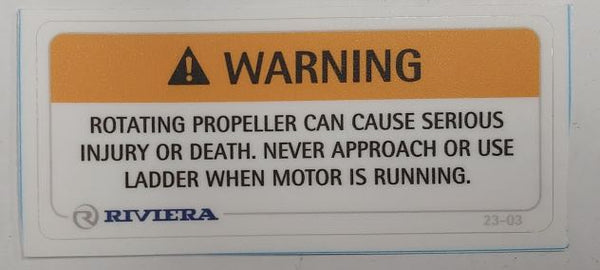 WARNING
ROTATING PROPELLER CAN CAUSE SERIOUS
INJURY OR DEATH. NEVER APPROACH OR USE
LADDER WHEN MOTOR IS RUNNING.
R RIVIERA
23-03